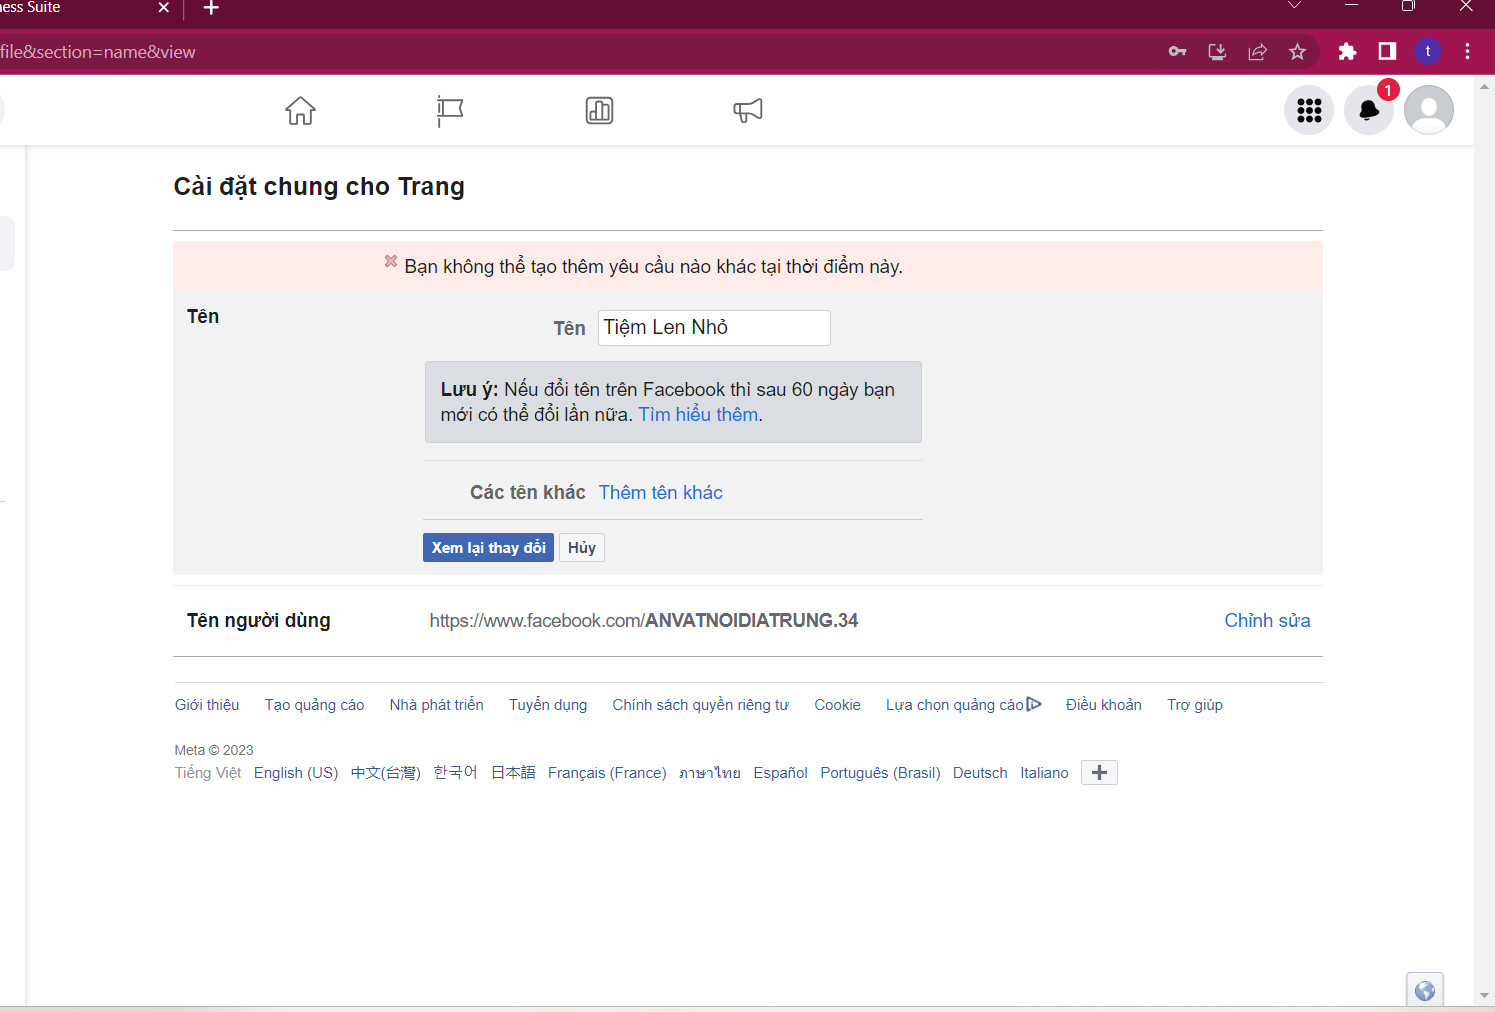 ness Suite
file&section=name&view
t
1
Cài đặt chung cho Trang
Bạn không thể tạo thêm yêu cầu nào khác tại thời điểm này.
Tên
Tên Tiệm Len Nhỏ
Lưu ý: Nếu đổi tên trên Facebook thì sau 60 ngày bạn
mới có thể đổi lần nữa. Tìm hiểu thêm.
Các tên khác Thêm tên khác
Xem lại thay đổi Hủy
Tên người dùng https://www.facebook.com/ANVATNOIDIATRUNG.34 Chỉnh sửa
Giới thiệu Tạo quảng cáo Nhà phát triển Tuyển dụng Chính sách quyền riêng tư Cookie Lựa chọn quảng cáo Điều khoản Trợ giúp
Meta © 2023
Tiếng Việt English (US) 中文(台灣) 한국어 日本語 Français (France) ภาษาไทย Español Português (Brasil) Deutsch Italiano